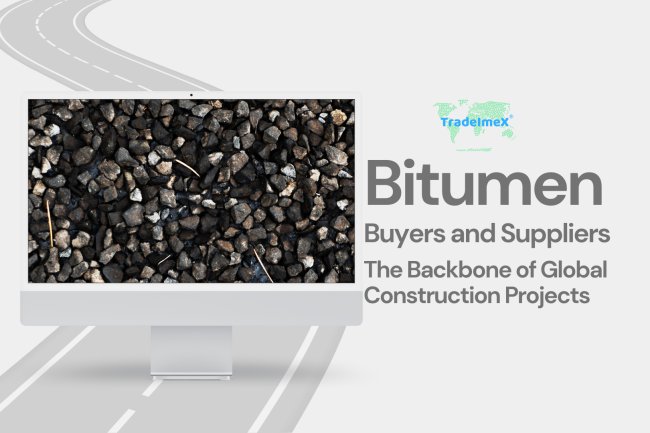 TradeImeX®
Bitumen
Buyers and Suppliers
The Backbone of Global
Construction Projects